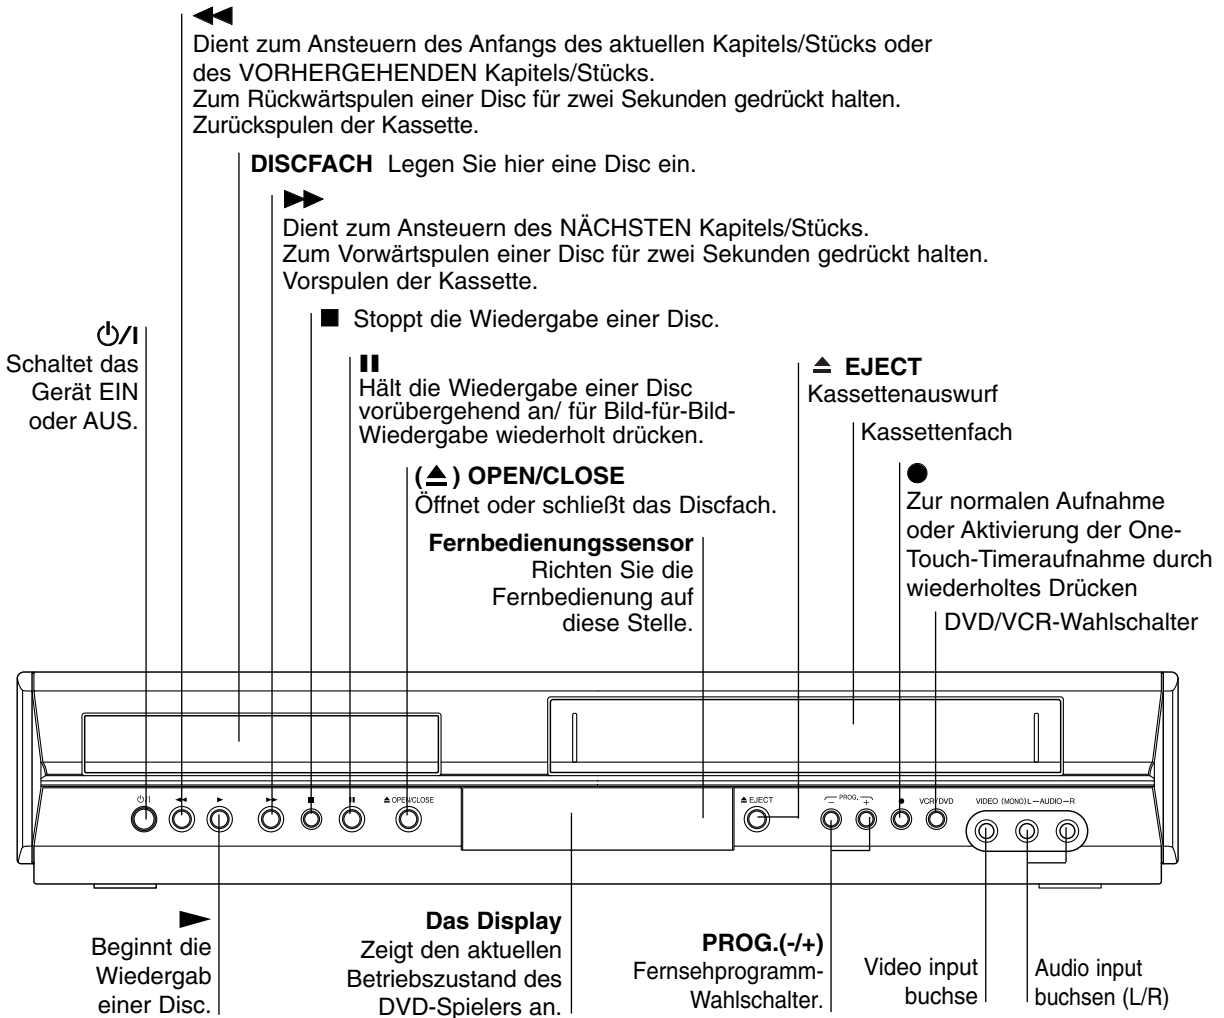 ◀◀
Dient zum Ansteuern des Anfangs des aktuellen Kapitels/Stücks oder
des VORHERGEHENDEN Kapitels/Stücks.
Zum Rückwärtspulen einer Disc für zwei Sekunden gedrückt halten.
Zurückspulen der Kassette.
DISCFACH Legen Sie hier eine Disc ein.
▶▶
Dient zum Ansteuern des NÄCHSTEN Kapitels/Stücks.
Zum Vorwärtspulen einer Disc für zwei Sekunden gedrückt halten.
Vorspulen der Kassette.
■ Stoppt die Wiedergabe einer Disc.
⏻/I
Schaltet das
Gerät EIN
oder AUS.
❚❚
Hält die Wiedergabe einer Disc
vorübergehend an/ für Bild-für-Bild-
Wiedergabe wiederholt drücken.
(⏏) OPEN/CLOSE
Öffnet oder schließt das Discfach.
Fernbedienungssensor
Richten Sie die
Fernbedienung auf
diese Stelle.
⏏ EJECT
Kassettenauswurf
Kassettenfach
●
Zur normalen Aufnahme
oder Aktivierung der One-
Touch-Timeraufnahme durch
wiederholtes Drücken
DVD/VCR-Wahlschalter
⏻/I ◀◀ ▶ ▶▶ ■ ❚❚ ⏏ OPEN/CLOSE ⏏ EJECT PROG. ● VCR/DVD VIDEO (MONO) L–AUDIO–R
− +
▶
Beginnt die
Wiedergab
einer Disc.
Das Display
Zeigt den aktuellen
Betriebszustand des
DVD-Spielers an.
PROG.(-/+)
Fernsehprogramm-
Wahlschalter.
Video input
buchse
Audio input
buchsen (L/R)